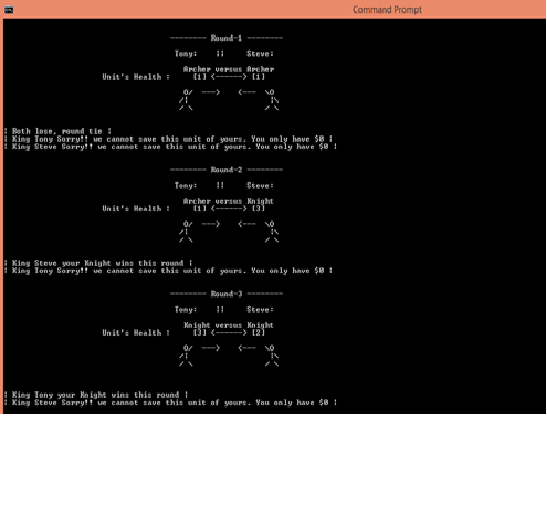 Command Prompt
-------- Round-1 --------
Tony: || Steve:
Archer versus Archer
Unit's Health : [1] <------> [1]
O/ ---> <--- \O
/| |\
/ \ / \
| Both lose, round tie |
| King Tony Sorry!! we cannot save this unit of yours. You only have $0 |
| King Steve Sorry!! we cannot save this unit of yours. You only have $0 |
-------- Round-2 --------
Tony: || Steve:
Archer versus Knight
Unit's Health : [1] <------> [3]
O/ ---> <--- \O
/| |\
/ \ / \
| King Steve your Knight wins this round |
| King Tony Sorry!! we cannot save this unit of yours. You only have $0 |
-------- Round-3 --------
Tony: || Steve:
Knight versus Knight
Unit's Health : [3] <------> [2]
O/ ---> <--- \O
/| |\
/ \ / \
| King Tony your Knight wins this round |
| King Steve Sorry!! we cannot save this unit of yours. You only have $0 |